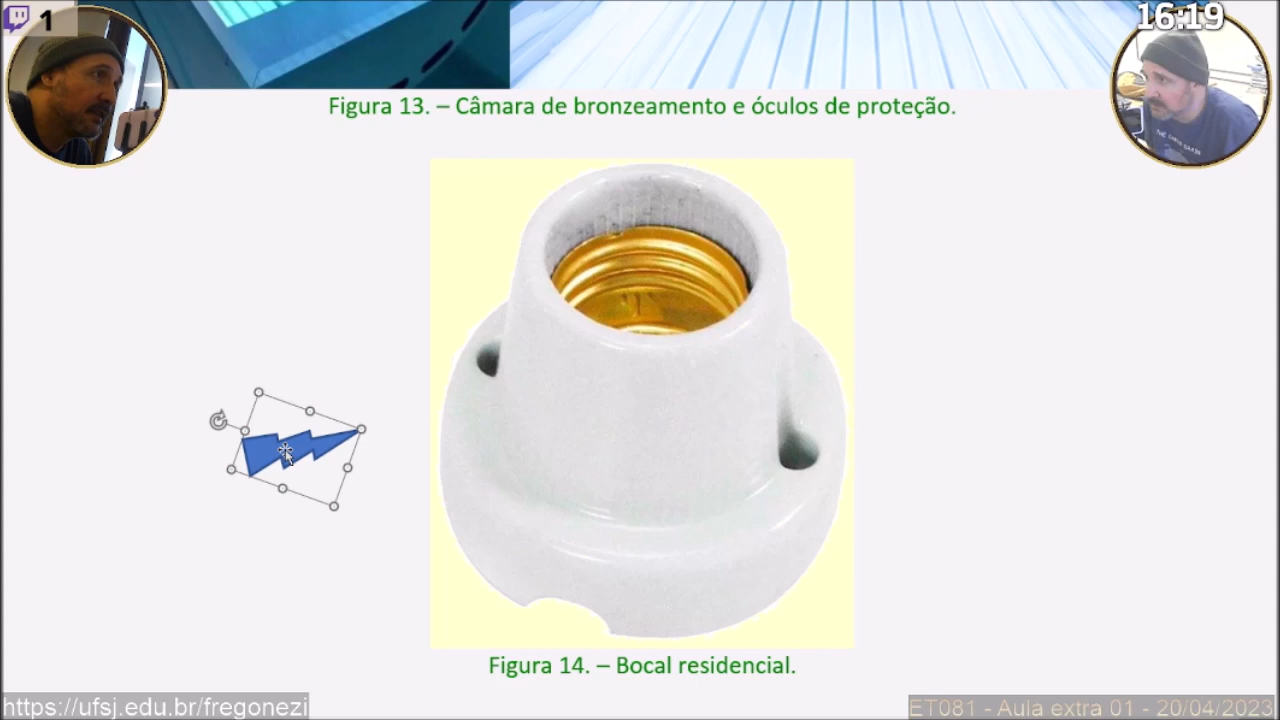 1
16:19
Figura 13. – Câmara de bronzeamento e óculos de proteção.
Figura 14. – Bocal residencial.
https://ufsj.edu.br/fregonezi
ET081 - Aula extra 01 - 20/04/2023